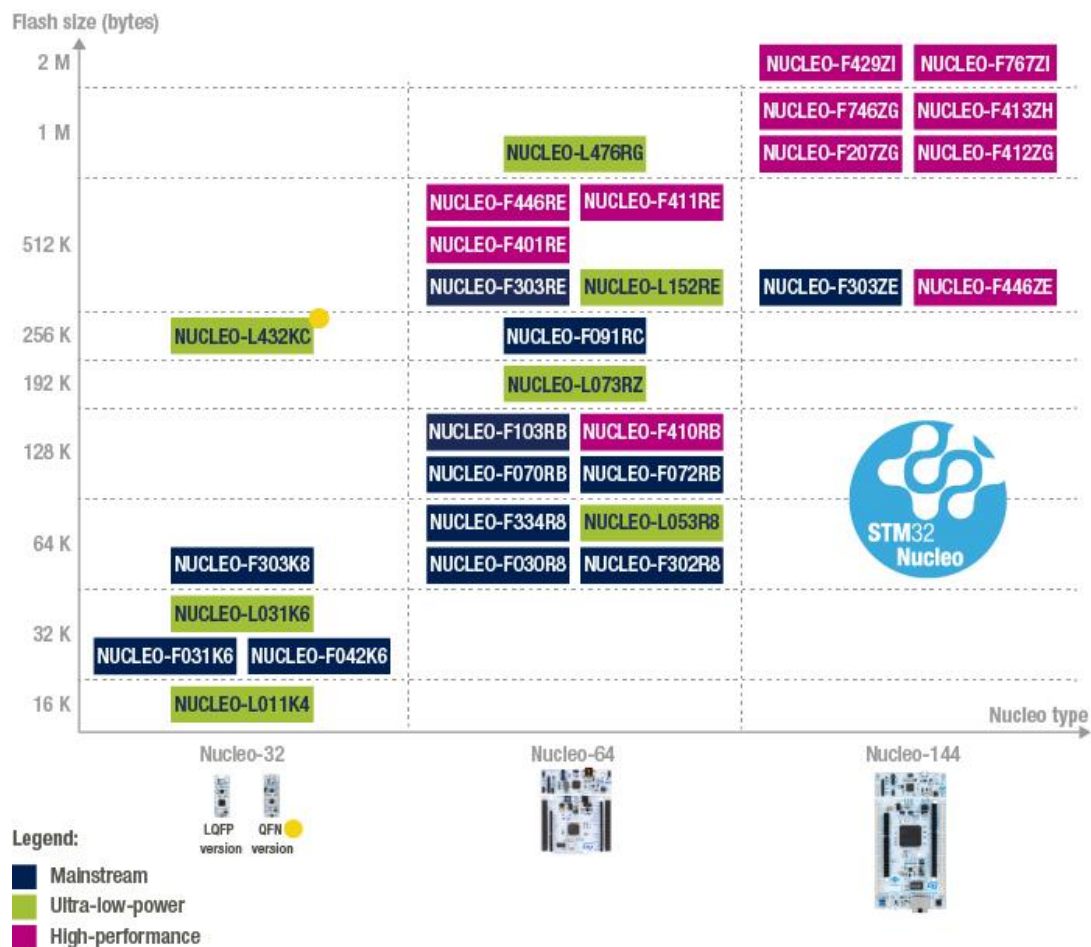 Flash size (bytes)
2 M
NUCLEO-F429ZI NUCLEO-F767ZI
NUCLEO-F746ZG NUCLEO-F413ZH
1 M
NUCLEO-L476RG NUCLEO-F207ZG NUCLEO-F412ZG
NUCLEO-F446RE NUCLEO-F411RE
512 K
NUCLEO-F401RE
NUCLEO-F303RE NUCLEO-L152RE NUCLEO-F303ZE NUCLEO-F446ZE
256 K NUCLEO-L432KC NUCLEO-F091RC
192 K NUCLEO-L073RZ
NUCLEO-F103RB NUCLEO-F410RB
128 K
NUCLEO-F070RB NUCLEO-F072RB
NUCLEO-F334R8 NUCLEO-L053R8
STM32
Nucleo
64 K
NUCLEO-F303K8 NUCLEO-F030R8 NUCLEO-F302R8
NUCLEO-L031K6
32 K
NUCLEO-F031K6 NUCLEO-F042K6
16 K NUCLEO-L011K4
Nucleo type
Nucleo-32 Nucleo-64 Nucleo-144
LQFP version
QFN version
Legend:
Mainstream
Ultra-low-power
High-performance